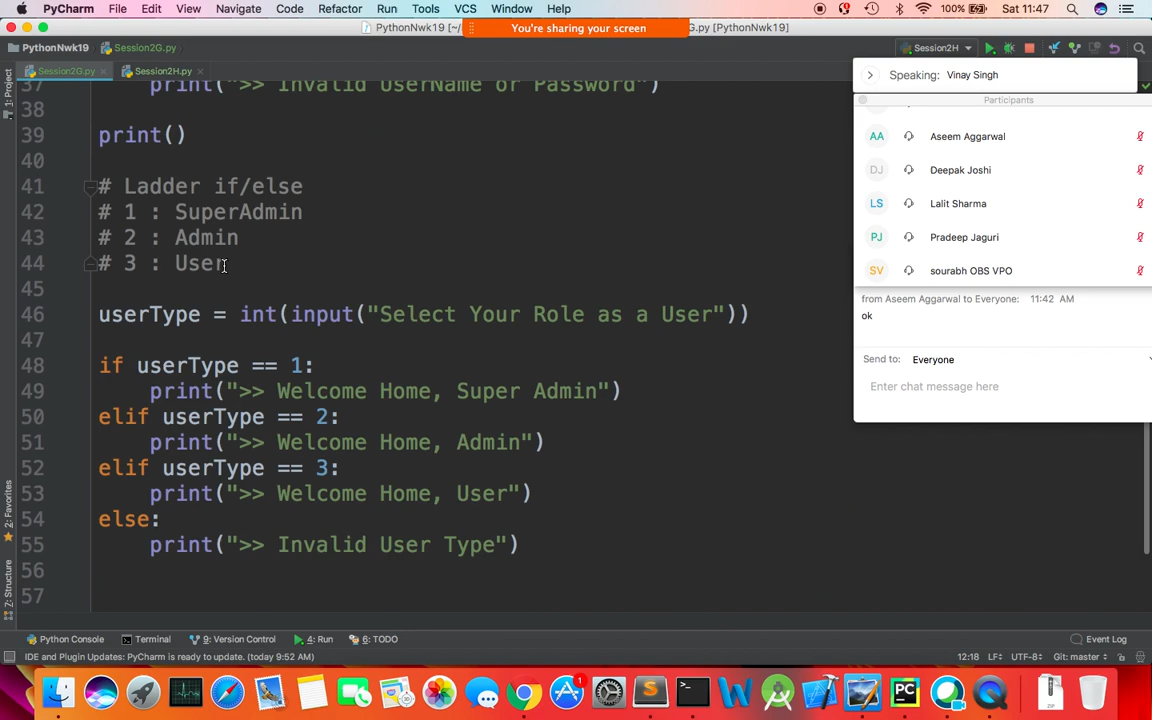 PyCharm File Edit View Navigate Code Refactor Run Tools VCS Window Help 100% Sat 11:47
PythonNwk19 [~/ You're sharing your screen G.py [PythonNwk19]
PythonNwk19 Session2G.py Session2H
Session2G.py Session2H.py
1: Project
Speaking: Vinay Singh
Participants
AA Aseem Aggarwal
DJ Deepak Joshi
LS Lalit Sharma
PJ Pradeep Jaguri
SV sourabh OBS VPO
from Aseem Aggarwal to Everyone: 11:42 AM
ok
Send to: Everyone
Enter chat message here
37 print(">> Invalid UserName or Password")
38
39 print()
40
41 # Ladder if/else
42 # 1 : SuperAdmin
43 # 2 : Admin
44 # 3 : User
45
46 userType = int(input("Select Your Role as a User"))
47
48 if userType == 1:
49 print(">> Welcome Home, Super Admin")
50 elif userType == 2:
51 print(">> Welcome Home, Admin")
52 elif userType == 3:
53 print(">> Welcome Home, User")
54 else:
55 print(">> Invalid User Type")
56
57
2: Favorites
7: Structure
Python Console Terminal 9: Version Control 4: Run 6: TODO Event Log
IDE and Plugin Updates: PyCharm is ready to update. (today 9:52 AM) 12:18 LF÷ UTF-8÷ Git: master ÷